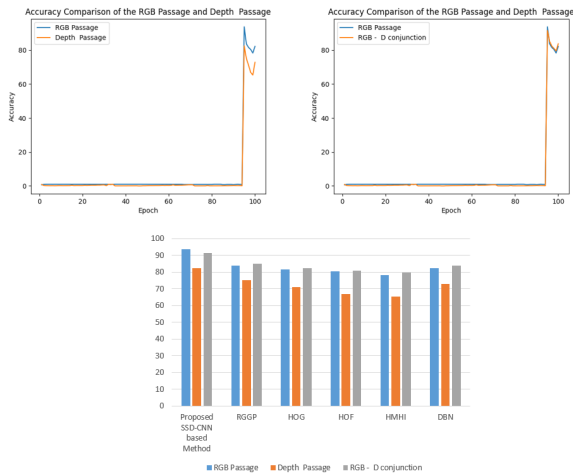 Accuracy Comparison of the RGB Passage and Depth  Passage
RGB Passage
Depth  Passage
Accuracy
80
60
40
20
0
0
20
40
60
80
100
Epoch
Accuracy Comparison of the RGB Passage and Depth  Passage
RGB Passage
RGB -  D conjunction
Accuracy
80
60
40
20
0
0
20
40
60
80
100
Epoch
100
90
80
70
60
50
40
30
20
10
0
Proposed
SSD-CNN
based
Method
RGGP
HOG
HOF
HMHI
DBN
RGB Passage
Depth  Passage
RGB -  D conjunction